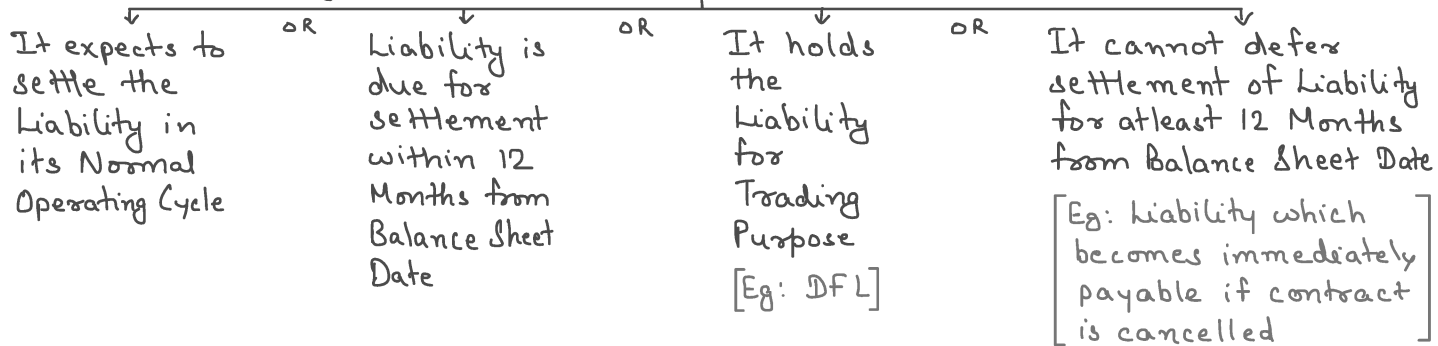 OR
OR
OR
It expects to
settle the
Liability in
its Normal
Operating Cycle
Liability is
due for
settlement
within 12
Months from
Balance Sheet
Date
It holds
the
Liability
for
Trading
Purpose
[Eg: DFL]
It cannot defer
settlement of Liability
for atleast 12 Months
from Balance Sheet Date
[Eg: Liability which
becomes immediately
payable if contract
is cancelled]